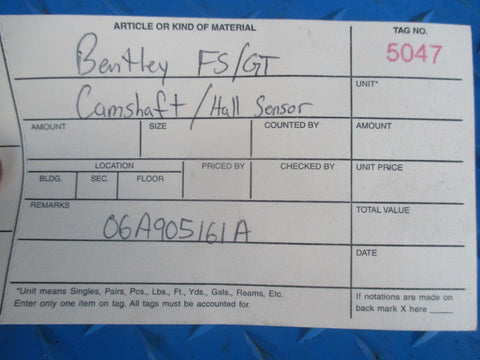 ARTICLE OR KIND OF MATERIAL
TAG NO.
5047
Bentley FS/GT
UNIT*
Camshaft / Hall Sensor
AMOUNT SIZE COUNTED BY AMOUNT
LOCATION PRICED BY CHECKED BY UNIT PRICE
BLDG. SEC. FLOOR
REMARKS TOTAL VALUE
06A905161A
DATE
*Unit means Singles, Pairs, Pcs., Lbs., Ft., Yds., Gals., Reams, Etc.
Enter only one item on tag. All tags must be accounted for.
If notations are made on
back mark X here ____